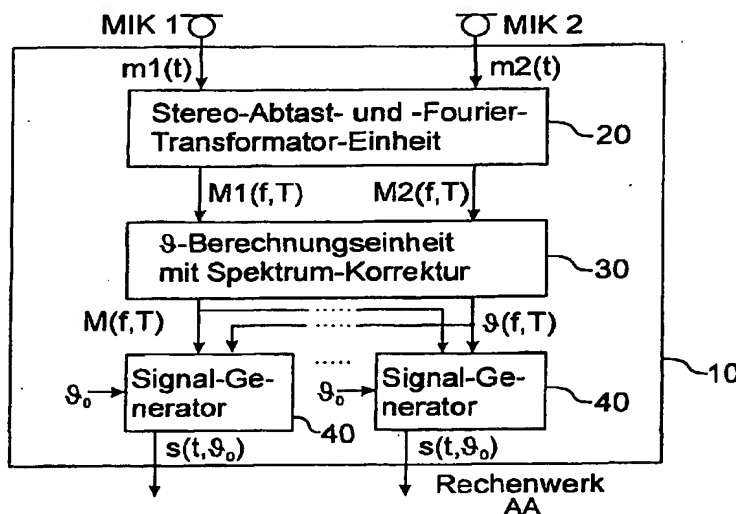 MIK 1
MIK 2
m1(t)
m2(t)
Stereo-Abtast- und -Fourier-
Transformator-Einheit
20
M1(f,T)
M2(f,T)
ϑ-Berechnungseinheit
mit Spektrum-Korrektur
30
M(f,T)
ϑ(f,T)
ϑ₀
Signal-Ge-
nerator
40
ϑ₀
Signal-Ge-
nerator
40
10
s(t,ϑ₀)
s(t,ϑ₀)
Rechenwerk
AA